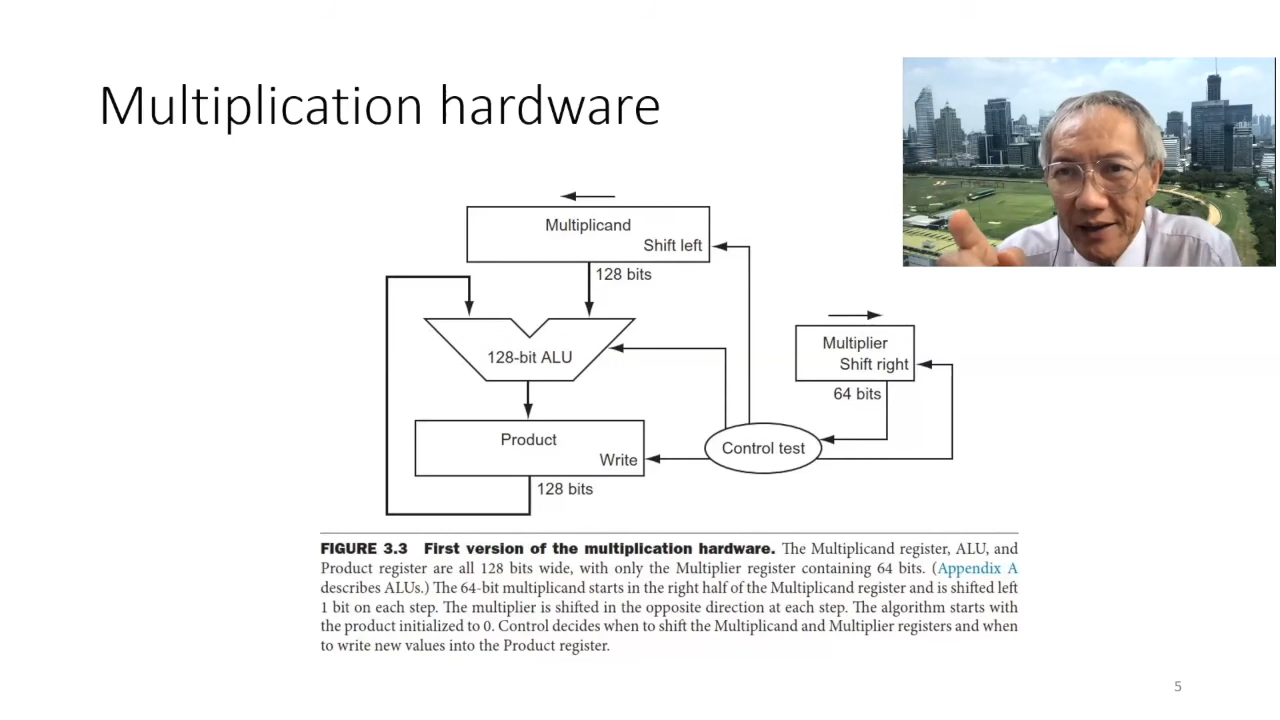 Multiplication hardware
Multiplicand
Shift left
128 bits
128-bit ALU
Multiplier
Shift right
64 bits
Control test
Product
Write
128 bits
FIGURE 3.3 First version of the multiplication hardware. The Multiplicand register, ALU, and
Product register are all 128 bits wide, with only the Multiplier register containing 64 bits. (Appendix A
describes ALUs.) The 64-bit multiplicand starts in the right half of the Multiplicand register and is shifted left
1 bit on each step. The multiplier is shifted in the opposite direction at each step. The algorithm starts with
the product initialized to 0. Control decides when to shift the Multiplicand and Multiplier registers and when
to write new values into the Product register.
5